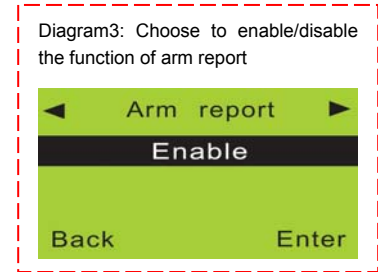 Diagram3: Choose to enable/disable
the function of arm report
◄ Arm report ►
Enable
Back Enter